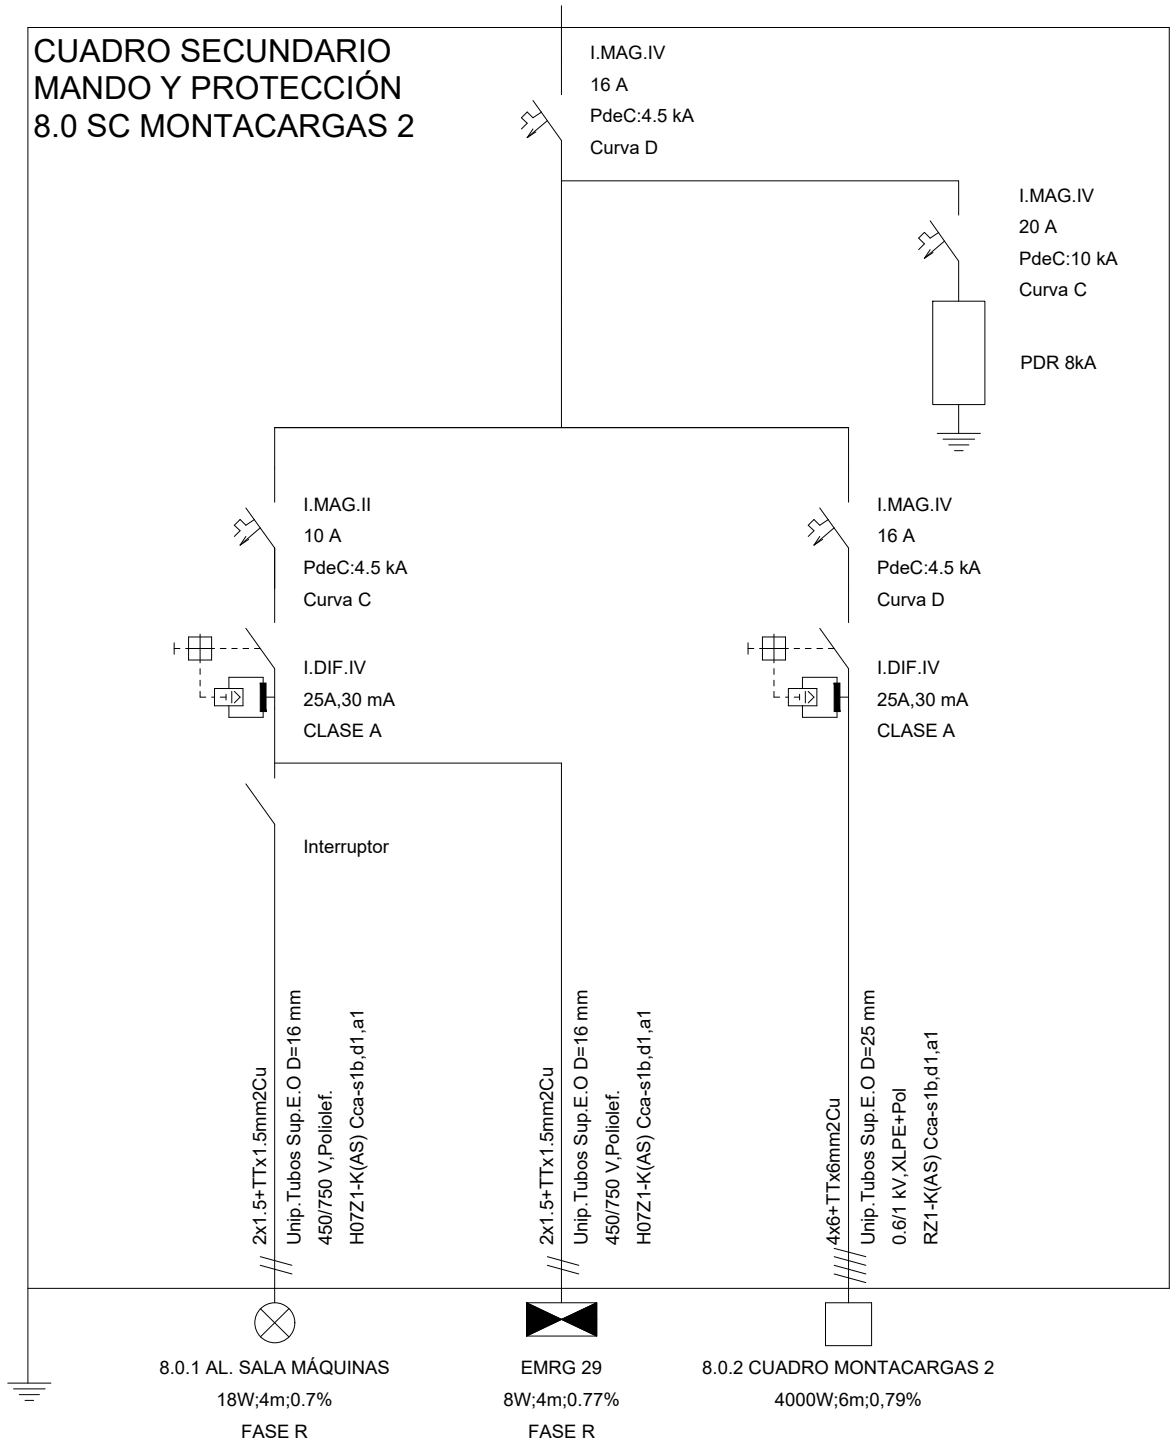 CUADRO SECUNDARIO
MANDO Y PROTECCIÓN
8.0 SC MONTACARGAS 2
I.MAG.IV
16 A
PdeC:4.5 kA
Curva D
I.MAG.IV
20 A
PdeC:10 kA
Curva C
PDR 8kA
I.MAG.II
10 A
PdeC:4.5 kA
Curva C
I.DIF.IV
25A,30 mA
CLASE A
Interruptor
I.MAG.IV
16 A
PdeC:4.5 kA
Curva D
I.DIF.IV
25A,30 mA
CLASE A
2x1.5+TTx1.5mm2Cu
Unip.Tubos Sup.E.O D=16 mm
450/750 V,Poliolef.
H07Z1-K(AS) Cca-s1b,d1,a1
2x1.5+TTx1.5mm2Cu
Unip.Tubos Sup.E.O D=16 mm
450/750 V,Poliolef.
H07Z1-K(AS) Cca-s1b,d1,a1
4x6+TTx6mm2Cu
Unip.Tubos Sup.E.O D=25 mm
0.6/1 kV,XLPE+Pol
RZ1-K(AS) Cca-s1b,d1,a1
8.0.1 AL. SALA MÁQUINAS
18W;4m;0.7%
FASE R
EMRG 29
8W;4m;0.77%
FASE R
8.0.2 CUADRO MONTACARGAS 2
4000W;6m;0,79%